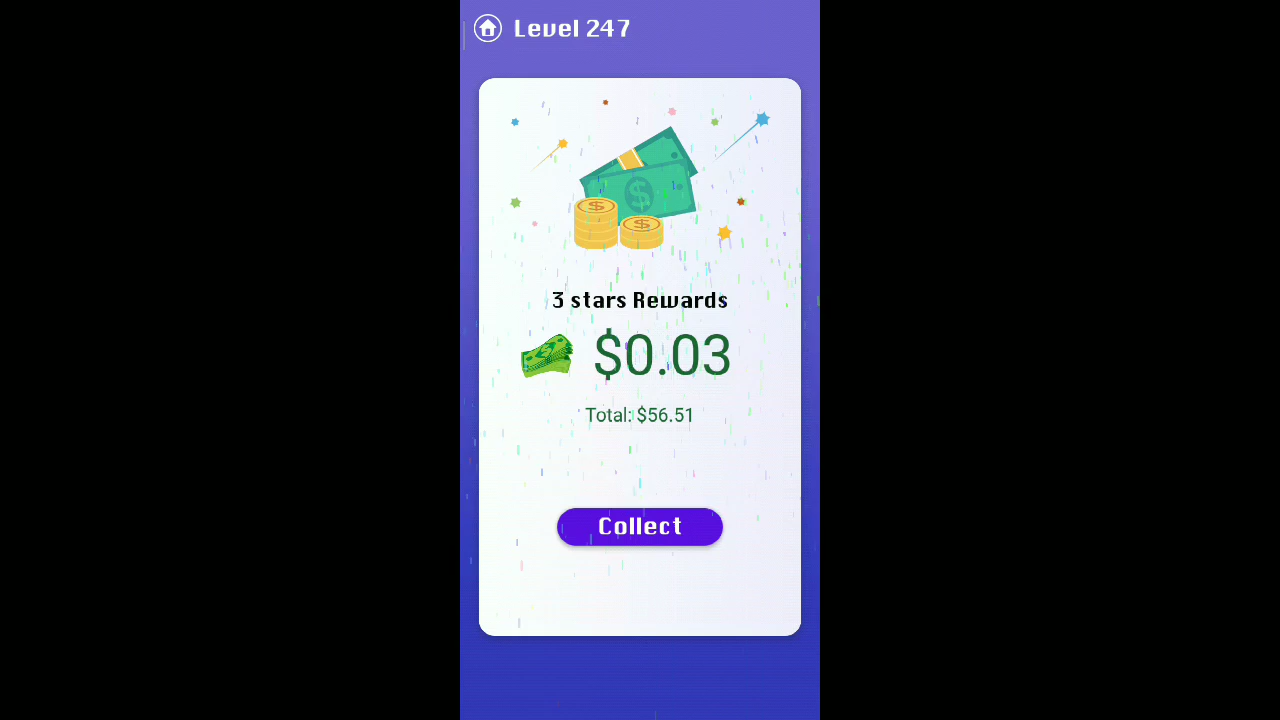 Level 247
3 stars Rewards
$0.03
Total: $56.51
Collect